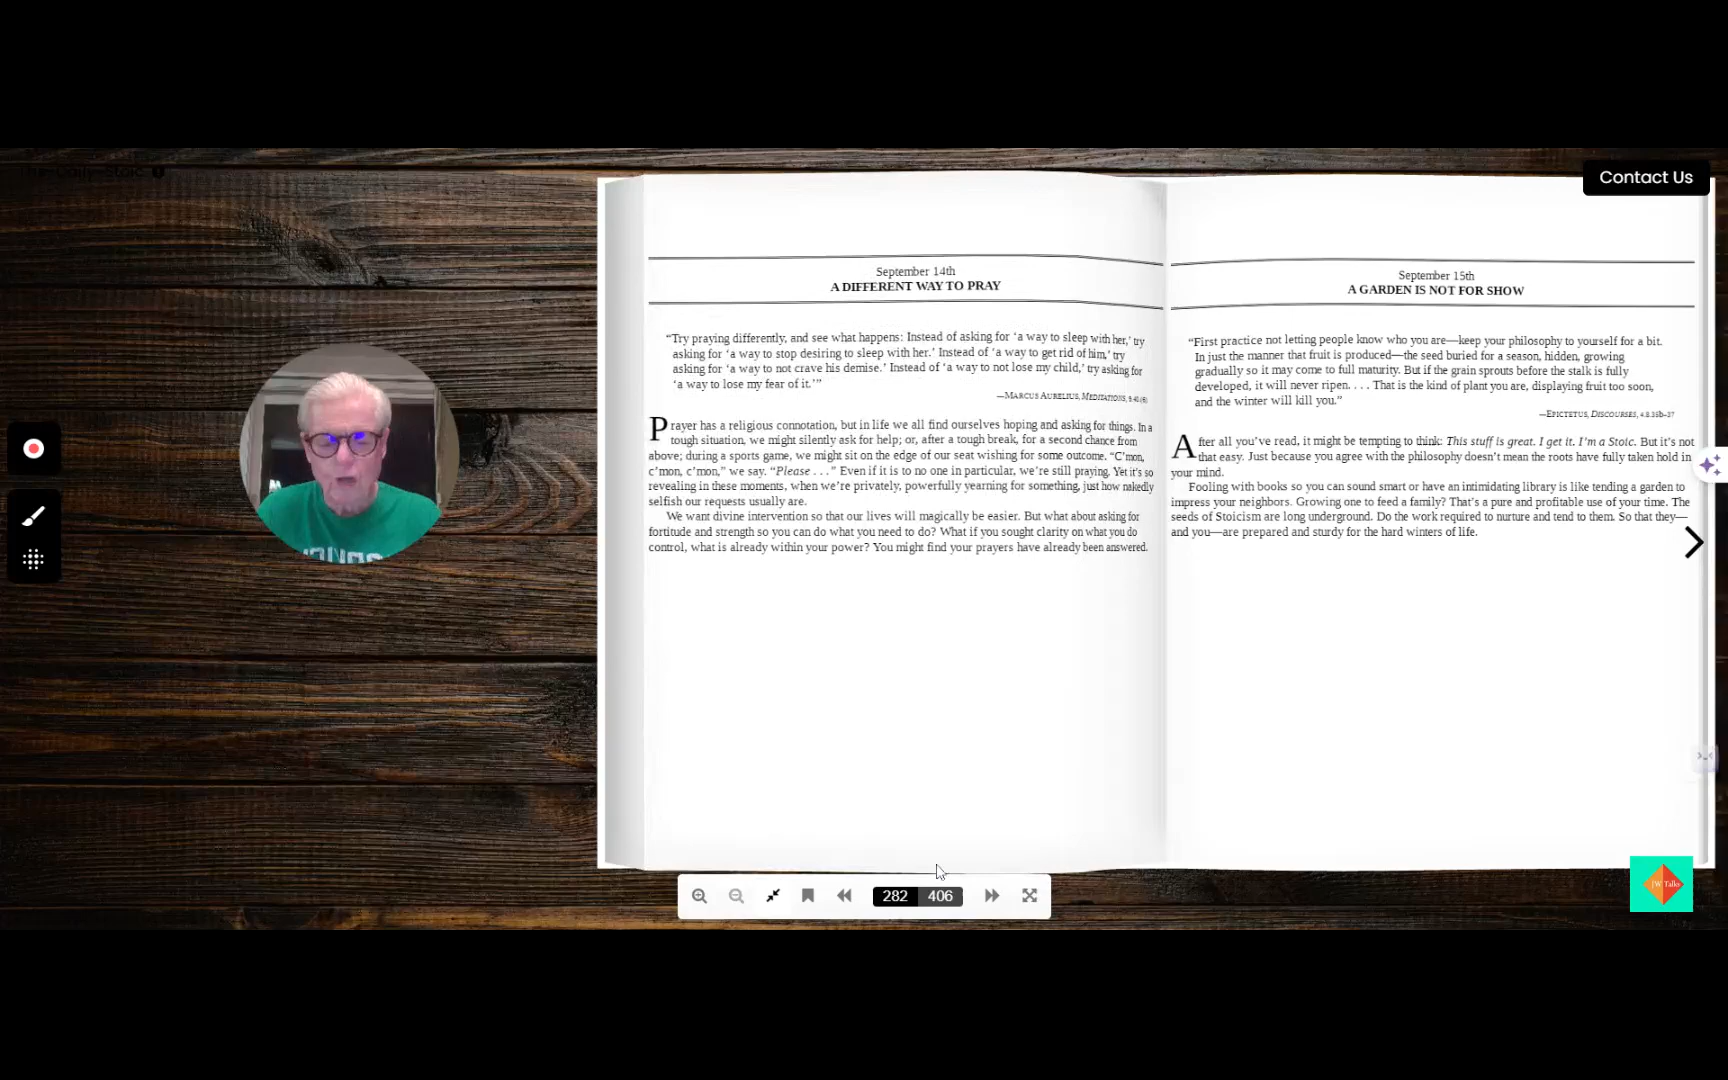 The-Daily-Stoic
Contact Us
September 14th
A DIFFERENT WAY TO PRAY
“Try praying differently, and see what happens: Instead of asking for ‘a way to sleep with her,’ try
asking for ‘a way to stop desiring to sleep with her.’ Instead of ‘a way to get rid of him,’ try
asking for ‘a way to not crave his demise.’ Instead of ‘a way to not lose my child,’ try asking for
‘a way to lose my fear of it.’”
—MARCUS AURELIUS, MEDITATIONS, 9.40.(6)
Prayer has a religious connotation, but in life we all find ourselves hoping and asking for things. In a
tough situation, we might silently ask for help; or, after a tough break, for a second chance from
above; during a sports game, we might sit on the edge of our seat wishing for some outcome. “C’mon,
c’mon, c’mon,” we say. “Please . . .” Even if it is to no one in particular, we’re still praying. Yet it’s so
revealing in these moments, when we’re privately, powerfully yearning for something, just how nakedly
selfish our requests usually are.
We want divine intervention so that our lives will magically be easier. But what about asking for
fortitude and strength so you can do what you need to do? What if you sought clarity on what you do
control, what is already within your power? You might find your prayers have already been answered.
September 15th
A GARDEN IS NOT FOR SHOW
“First practice not letting people know who you are—keep your philosophy to yourself for a bit.
In just the manner that fruit is produced—the seed buried for a season, hidden, growing
gradually so it may come to full maturity. But if the grain sprouts before the stalk is fully
developed, it will never ripen. . . . That is the kind of plant you are, displaying fruit too soon,
and the winter will kill you.”
—EPICTETUS, DISCOURSES, 4.8.35b–37
After all you’ve read, it might be tempting to think: This stuff is great. I get it. I’m a Stoic. But it’s not
that easy. Just because you agree with the philosophy doesn’t mean the roots have fully taken hold in
your mind.
Fooling with books so you can sound smart or have an intimidating library is like tending a garden to
impress your neighbors. Growing one to feed a family? That’s a pure and profitable use of your time. The
seeds of Stoicism are long underground. Do the work required to nurture and tend to them. So that they—
and you—are prepared and sturdy for the hard winters of life.
282 406
JW Talks